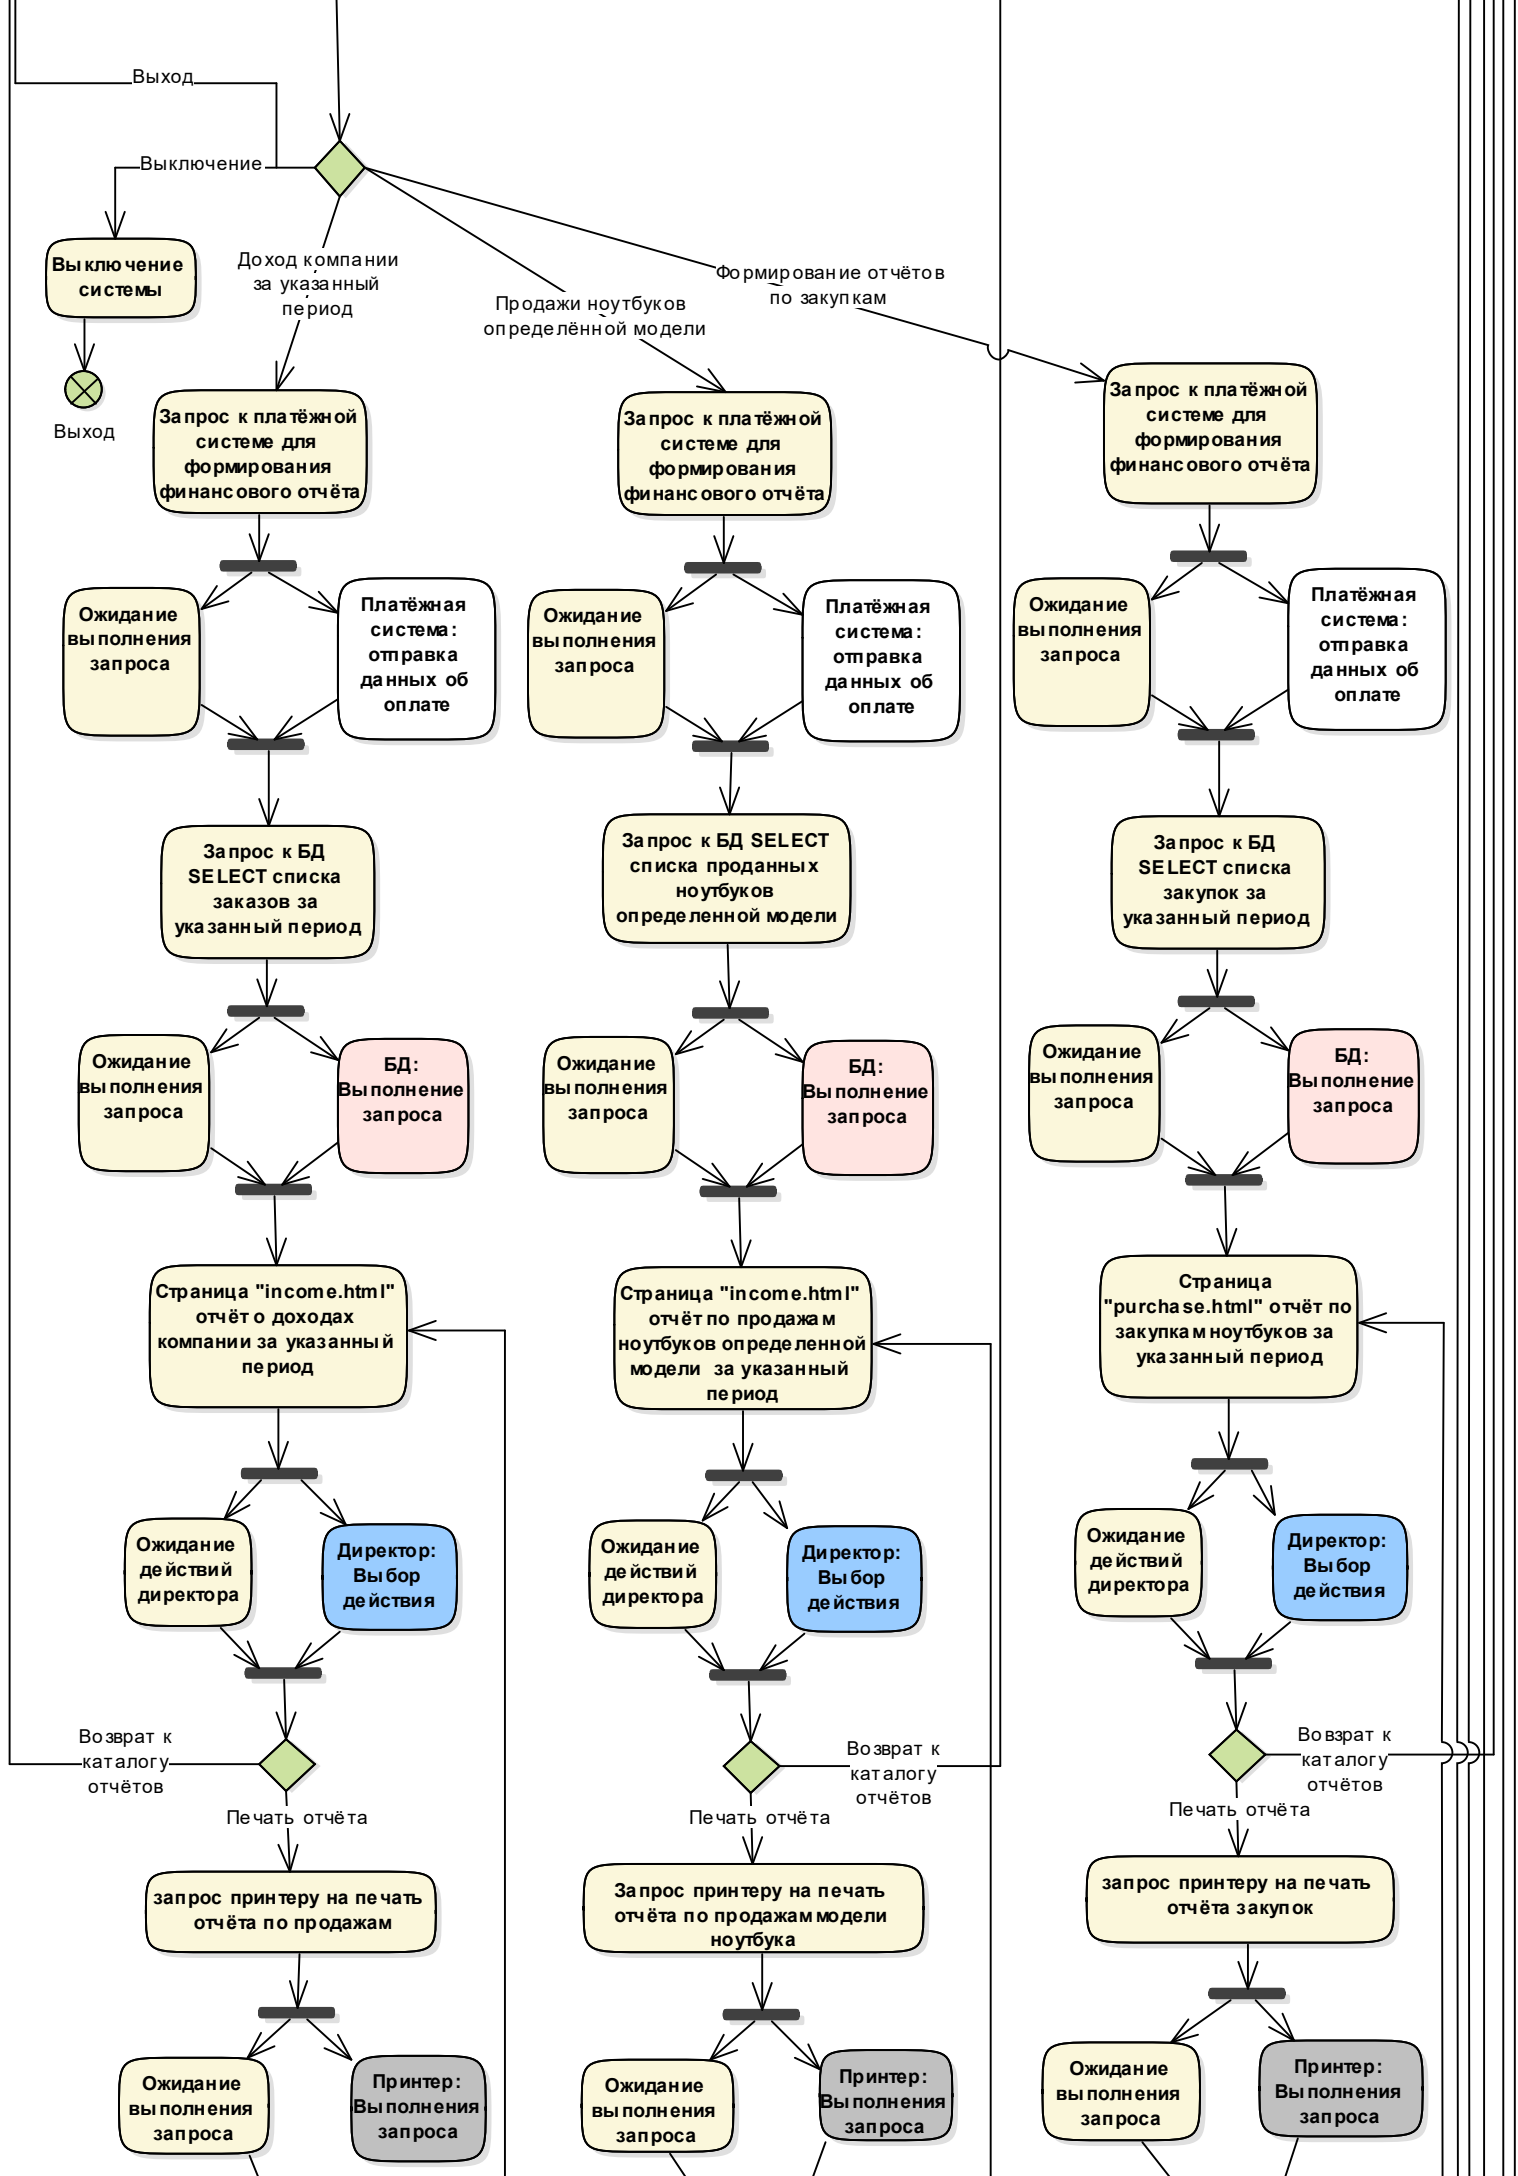 Выход
Выключение
Выключение
системы
Выход
Доход компании
за указанный
период
Продажи ноутбуков
определённой модели
Формирование отчётов
по закупкам
Запрос к платёжной
системе для
формирования
финансового отчёта
Запрос к платёжной
системе для
формирования
финансового отчёта
Запрос к платёжной
системе для
формирования
финансового отчёта
Ожидание
выполнения
запроса
Платёжная
система:
отправка
данных об
оплате
Ожидание
выполнения
запроса
Платёжная
система:
отправка
данных об
оплате
Ожидание
выполнения
запроса
Платёжная
система:
отправка
данных об
оплате
Запрос к БД
SELECT списка
заказов за
указанный период
Запрос к БД SELECT
списка проданных
ноутбуков
определенной модели
Запрос к БД
SELECT списка
закупок за
указанный период
Ожидание
выполнения
запроса
БД:
Выполнение
запроса
Ожидание
выполнения
запроса
БД:
Выполнение
запроса
Ожидание
выполнения
запроса
БД:
Выполнение
запроса
Страница "income.html"
отчёт о доходах
компании за указанный
период
Страница "income.html"
отчёт по продажам
ноутбуков определенной
модели за указанный
период
Страница
"purchase.html" отчёт по
закупкам ноутбуков за
указанный период
Ожидание
действий
директора
Директор:
Выбор
действия
Ожидание
действий
директора
Директор:
Выбор
действия
Ожидание
действий
директора
Директор:
Выбор
действия
Возврат к
каталогу
отчётов
Печать отчёта
Возврат к
каталогу
отчётов
Печать отчёта
Вовзрат к
каталогу
отчётов
Печать отчёта
запрос принтеру на печать
отчёта по продажам
Запрос принтеру на печать
отчёта по продажам модели
ноутбука
запрос принтеру на печать
отчёта закупок
Ожидание
выполнения
запроса
Принтер:
Выполнения
запроса
Ожидание
выполнения
запроса
Принтер:
Выполнения
запроса
Ожидание
выполнения
запроса
Принтер:
Выполнения
запроса